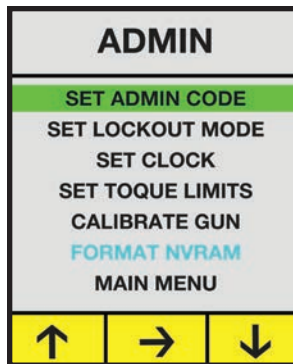 ADMIN
SET ADMIN CODE
SET LOCKOUT MODE
SET CLOCK
SET TOQUE LIMITS
CALIBRATE GUN
FORMAT NVRAM
MAIN MENU
↑ → ↓